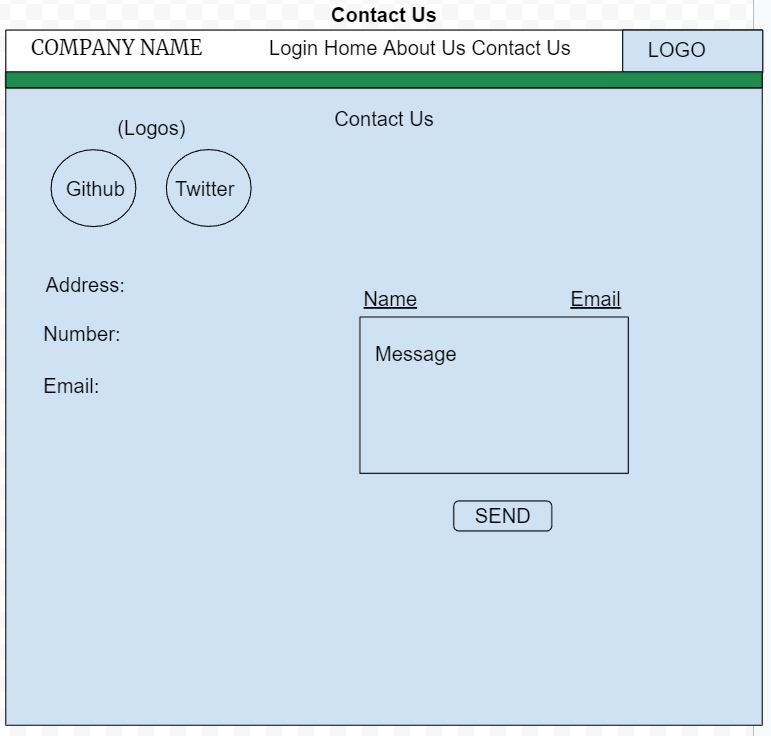 Contact Us
COMPANY NAME Login Home About Us Contact Us LOGO
Contact Us
(Logos)
Github Twitter
Address:
Number:
Email:
Name Email
Message
SEND